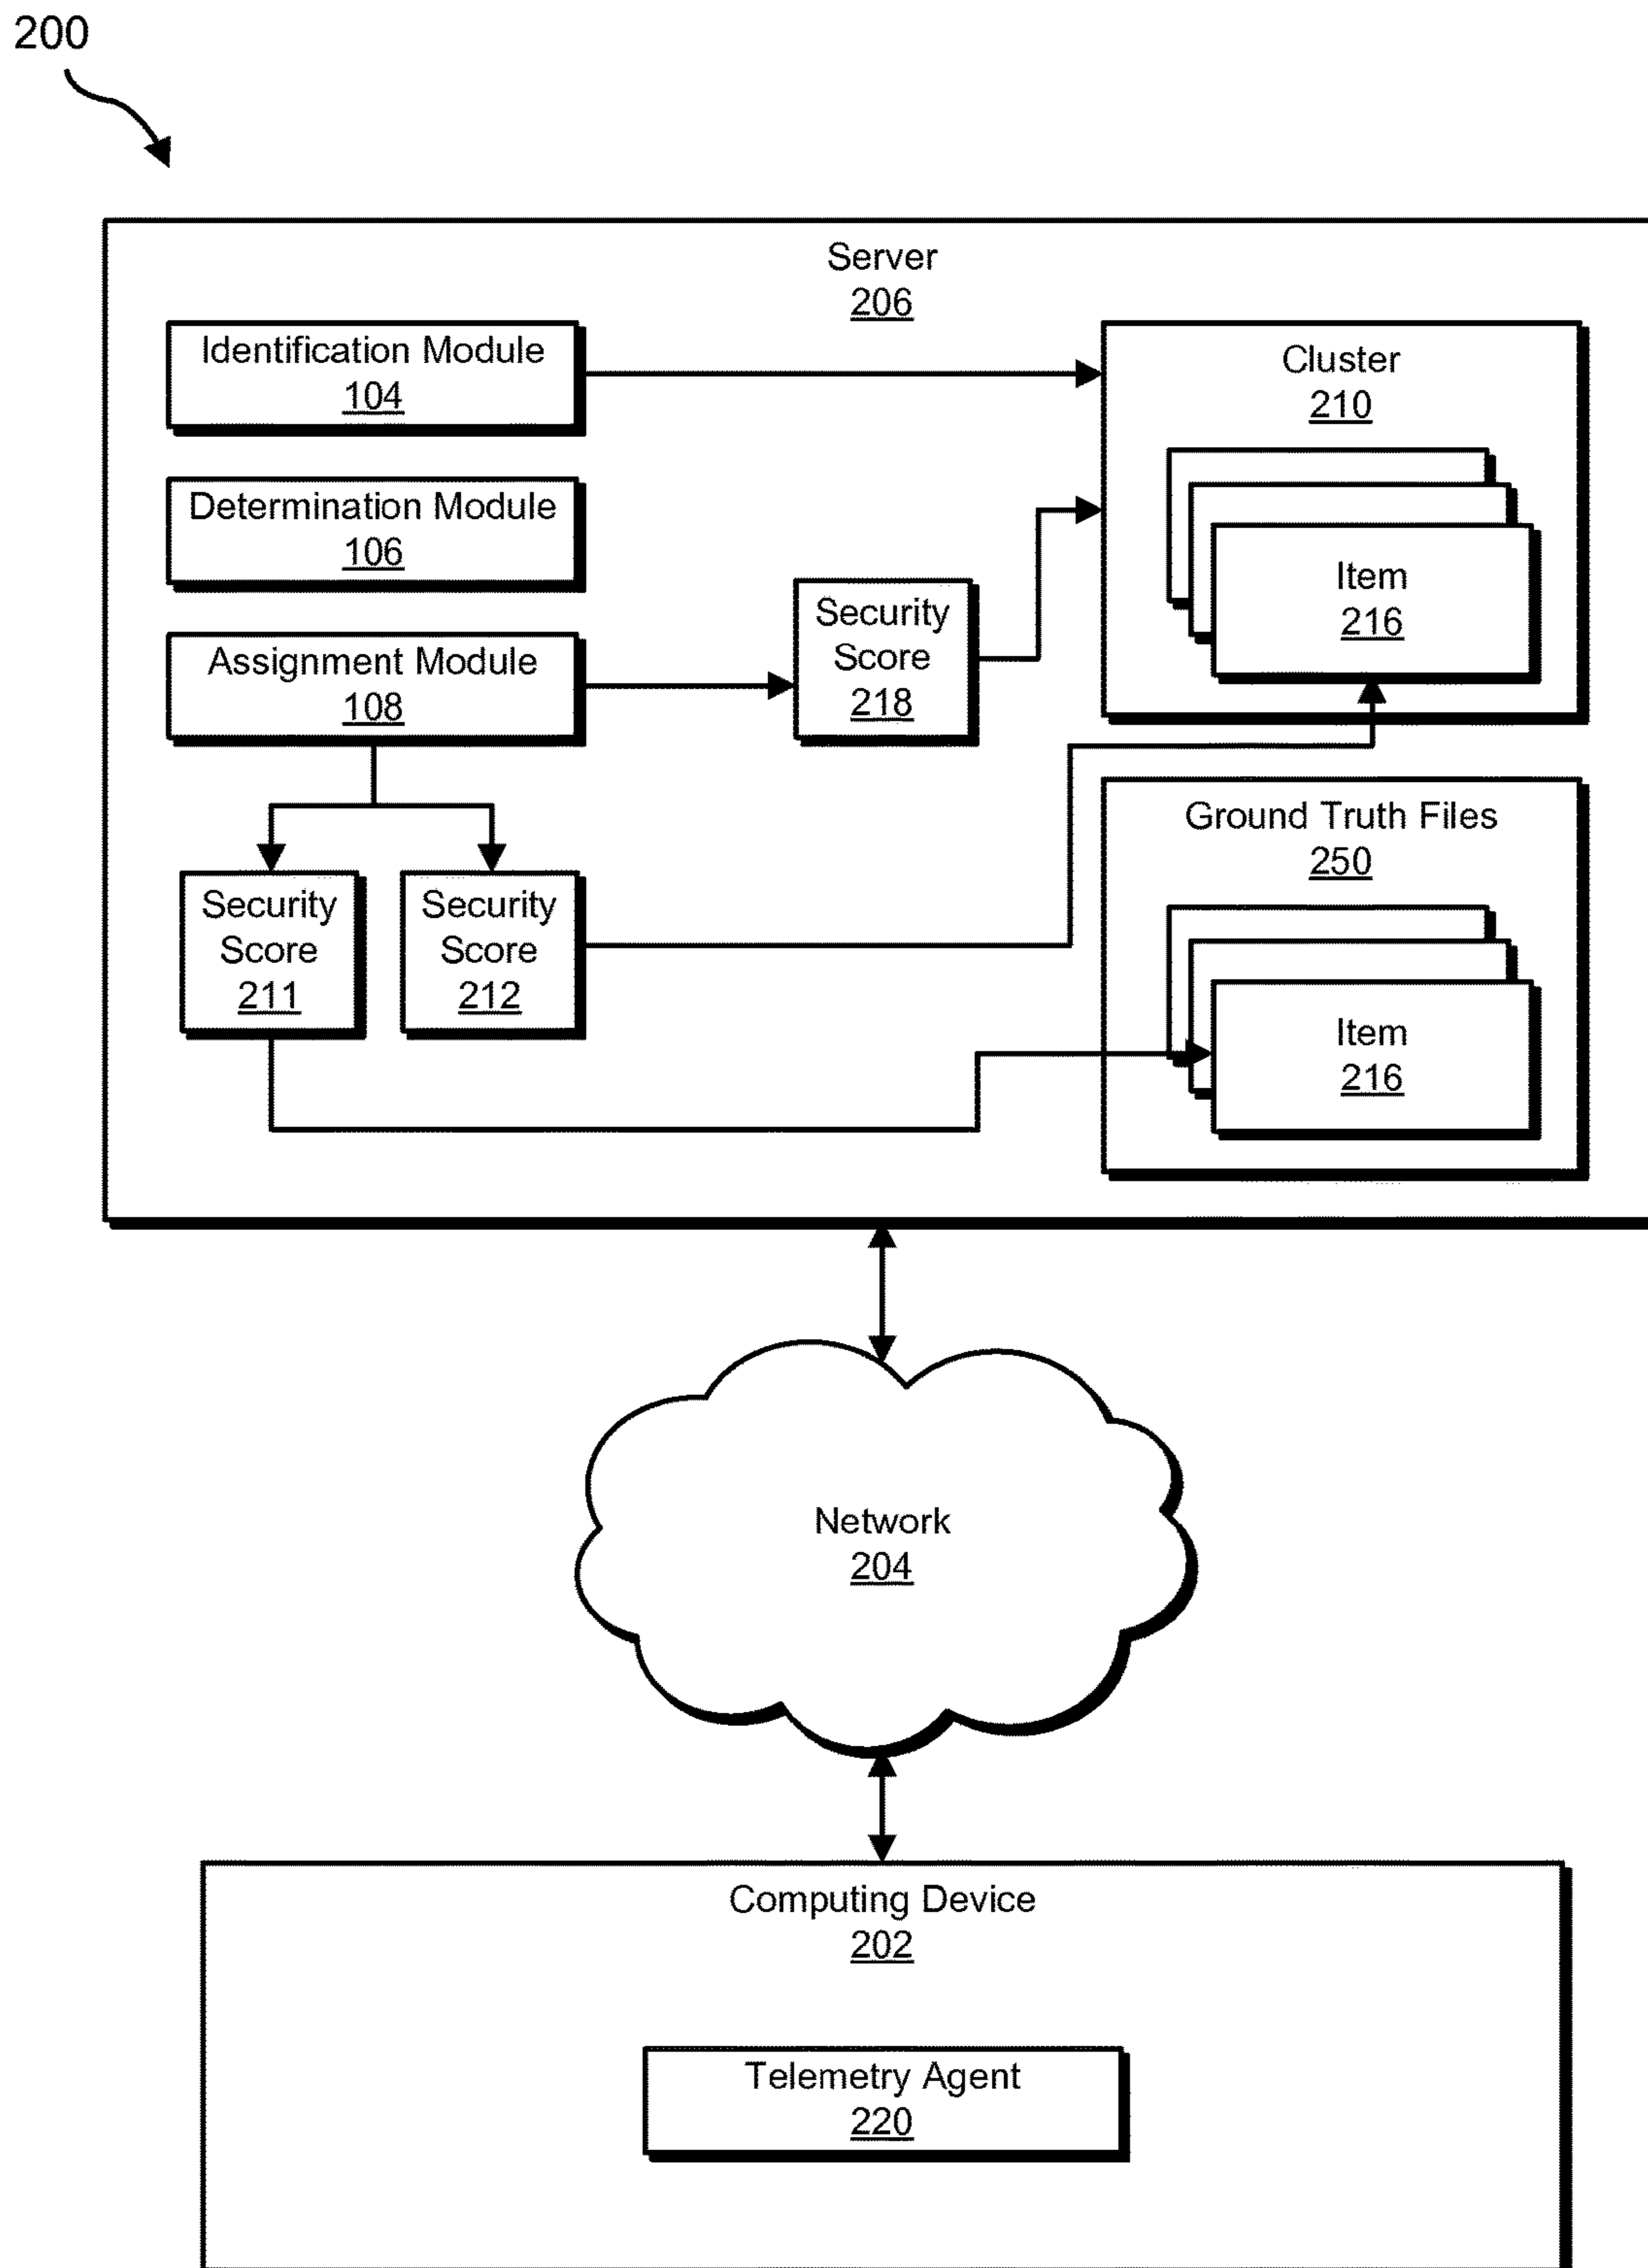 200
Server
206
Identification Module
104
Cluster
210
Determination Module
106
Item
216
Security
Score
218
Assignment Module
108
Ground Truth Files
250
Security
Score
211
Security
Score
212
Item
216
Network
204
Computing Device
202
Telemetry Agent
220